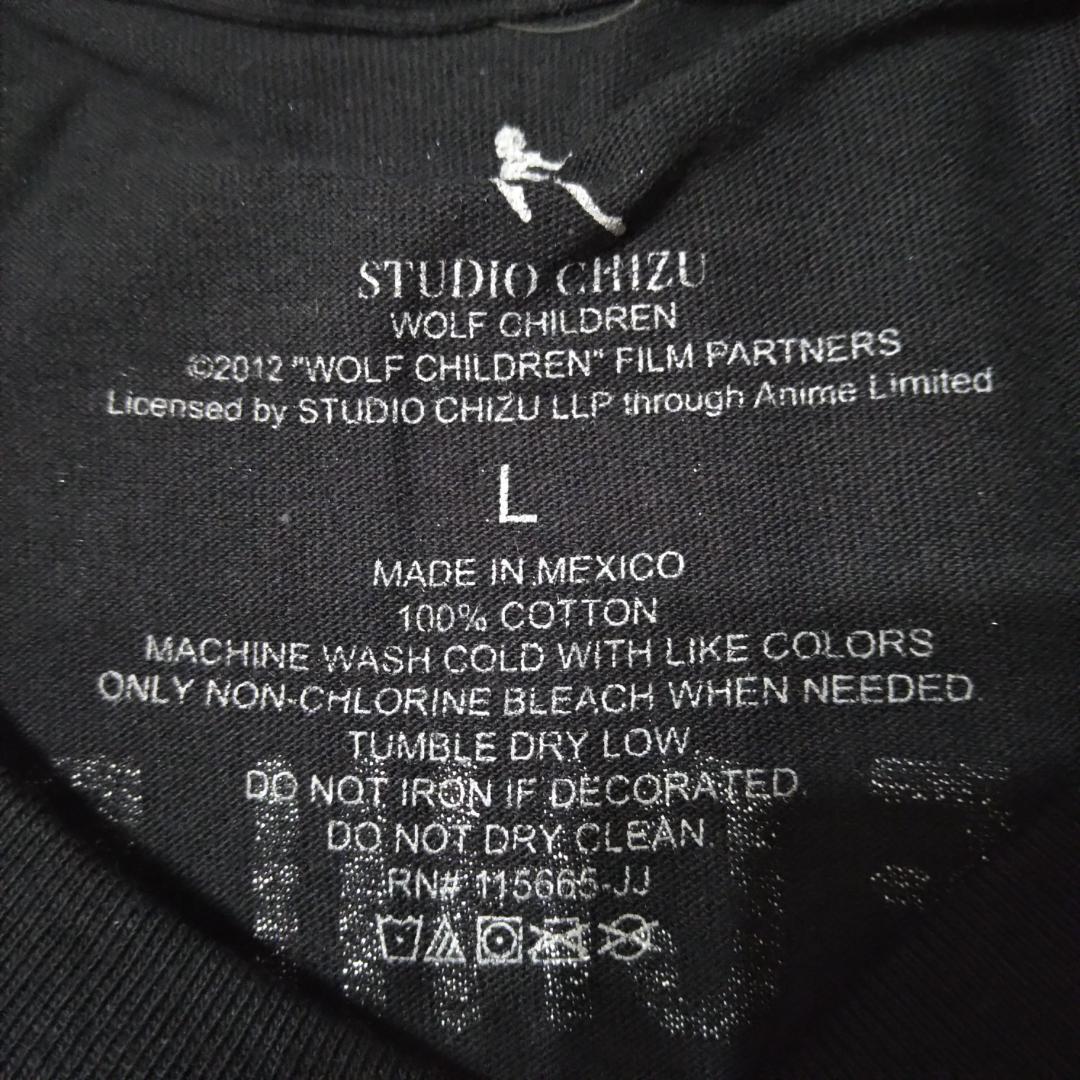 STUDIO CHIZU
WOLF CHILDREN
©2012 "WOLF CHILDREN" FILM PARTNERS
Licensed by STUDIO CHIZU LLP through Anime Limited
L
MADE IN MEXICO
100% COTTON
MACHINE WASH COLD WITH LIKE COLORS
ONLY NON-CHLORINE BLEACH WHEN NEEDED.
TUMBLE DRY LOW.
DO NOT IRON IF DECORATED.
DO NOT DRY CLEAN
RN# 115665-JJ